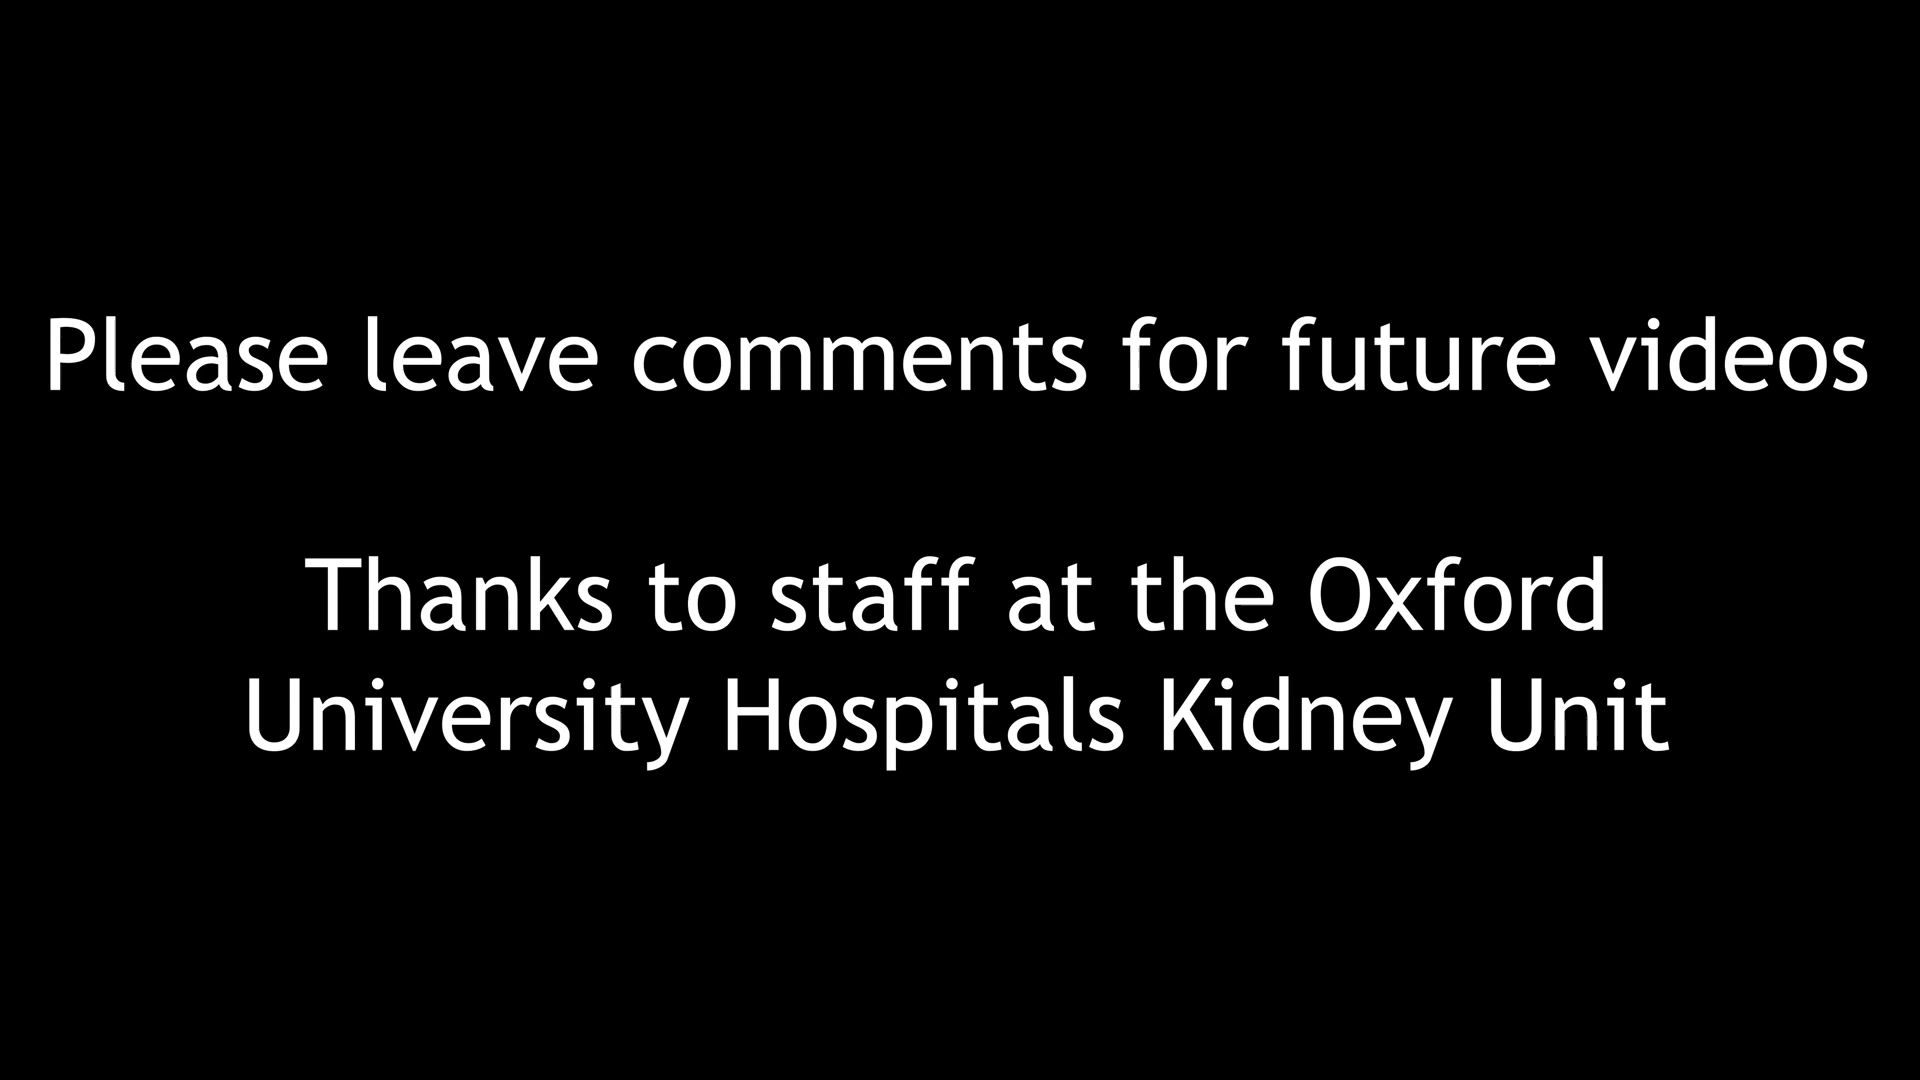 Please leave comments for future videos
Thanks to staff at the Oxford
University Hospitals Kidney Unit